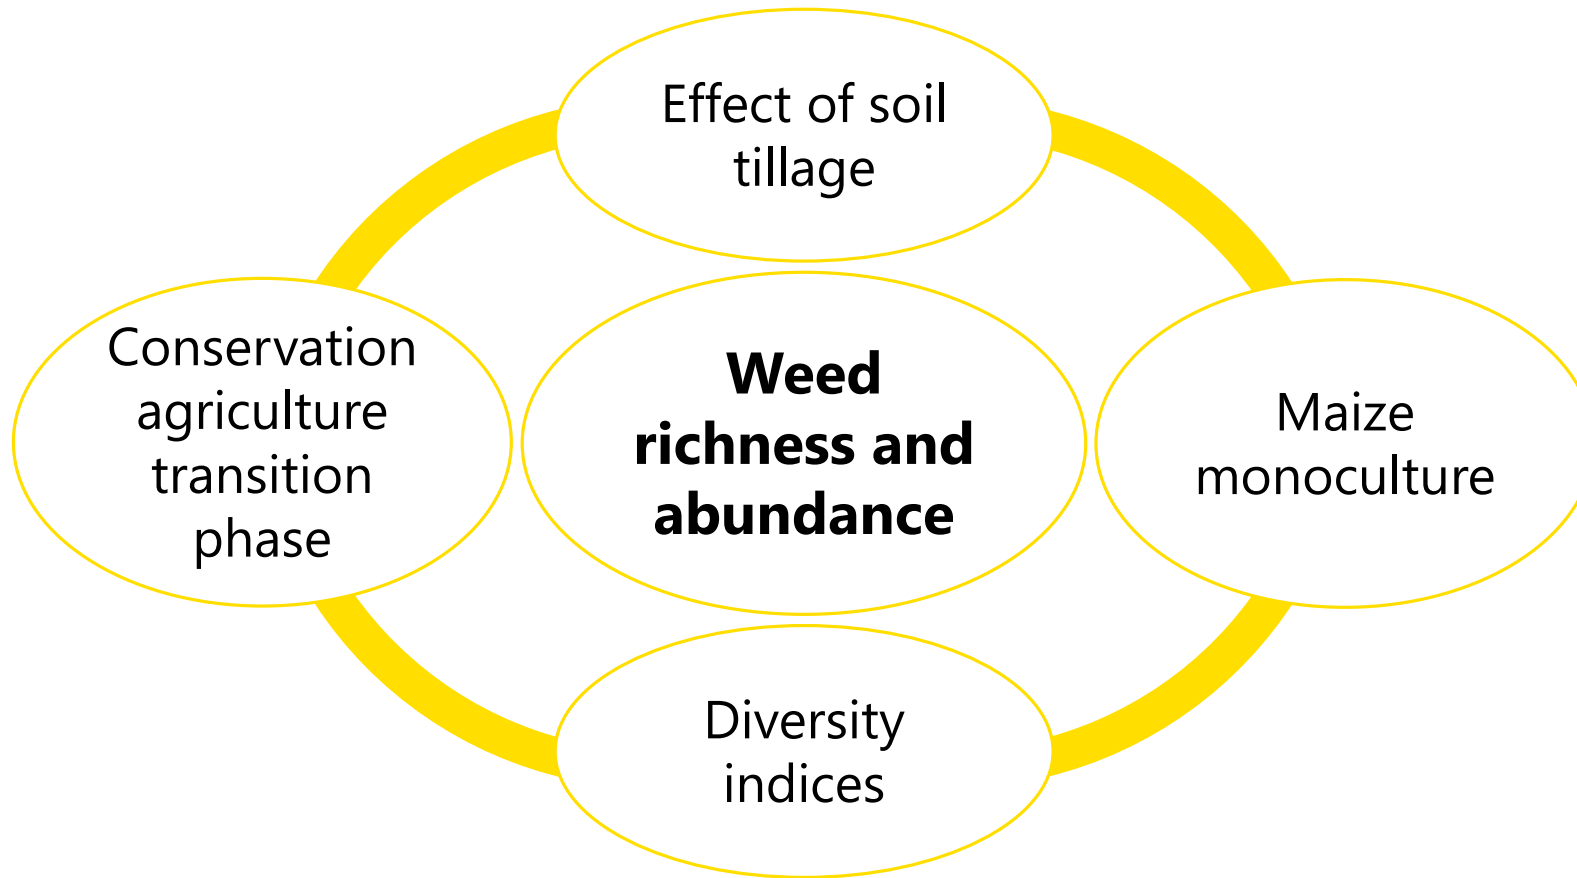 Effect of soil
tillage
Conservation
agriculture
transition
phase
Weed
richness and
abundance
Maize
monoculture
Diversity
indices